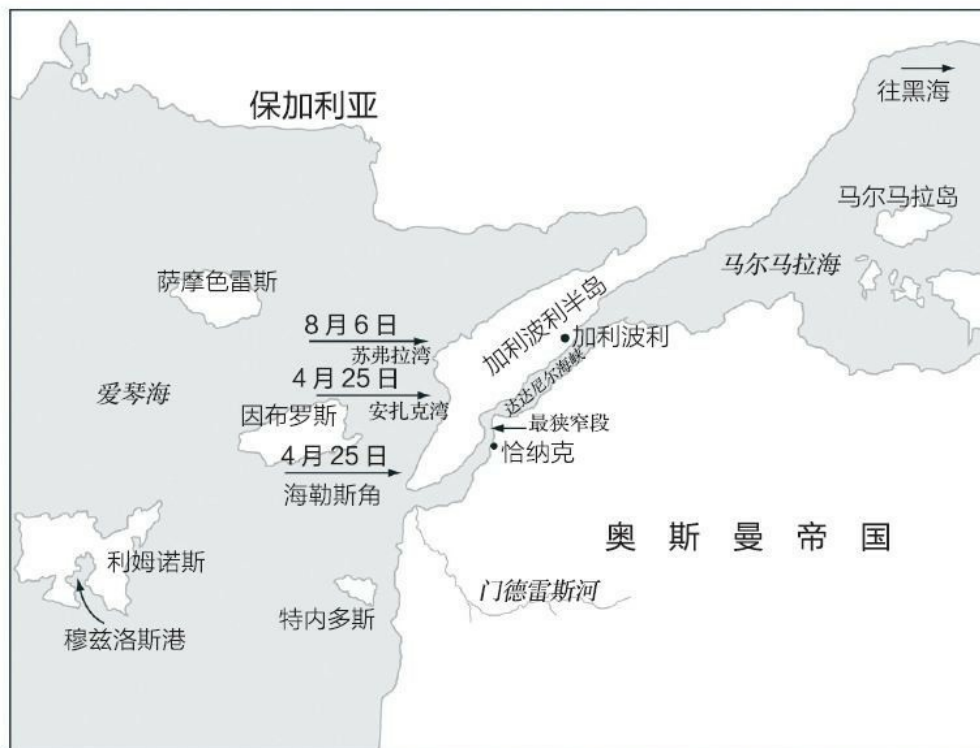 往黑海
保加利亚
马尔马拉岛
马尔马拉海
萨摩色雷斯
加利波利半岛
8月6日
苏弗拉湾
加利波利
4月25日
爱琴海
达达尼尔海峡
因布罗斯
安扎克湾
最狭窄段
4月25日
恰纳克
海勒斯角
奥斯曼帝国
利姆诺斯
门德雷斯河
特内多斯
穆兹洛斯港